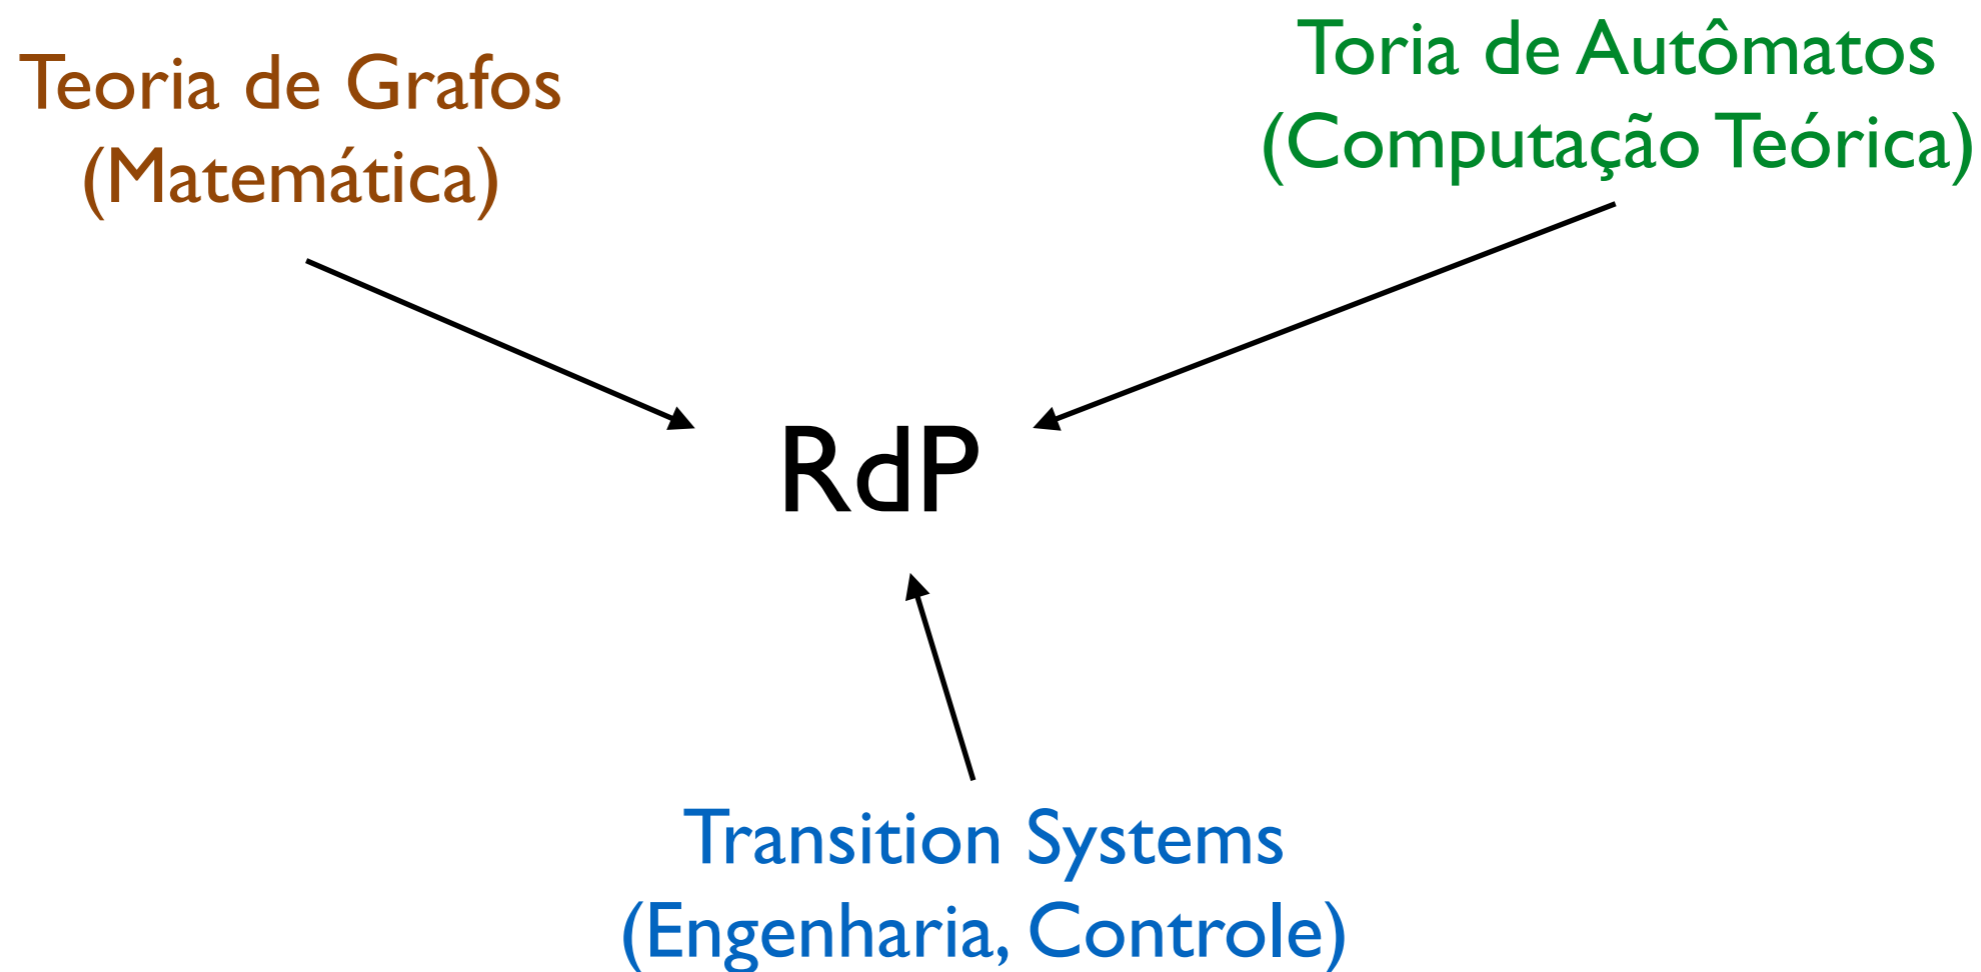 Teoria de Grafos
(Matemática)
Toria de Autômatos
(Computação Teórica)
RdP
Transition Systems
(Engenharia, Controle)